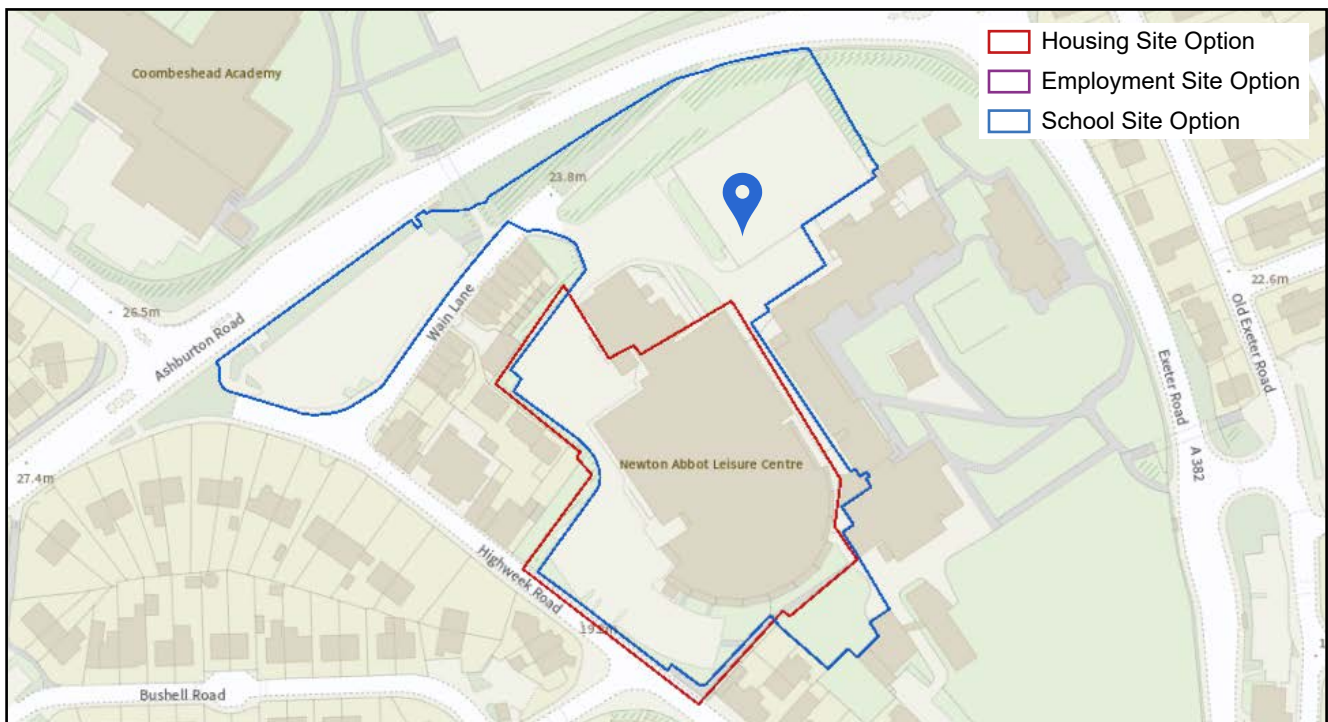 Housing Site Option
Employment Site Option
School Site Option
Coombeshead Academy
23.8m
26.5m
Ashburton Road
Wain Lane
22.6m
Old Exeter Road
Exeter Road
A 382
27.4m
Newton Abbot Leisure Centre
Highweek Road
Bushell Road